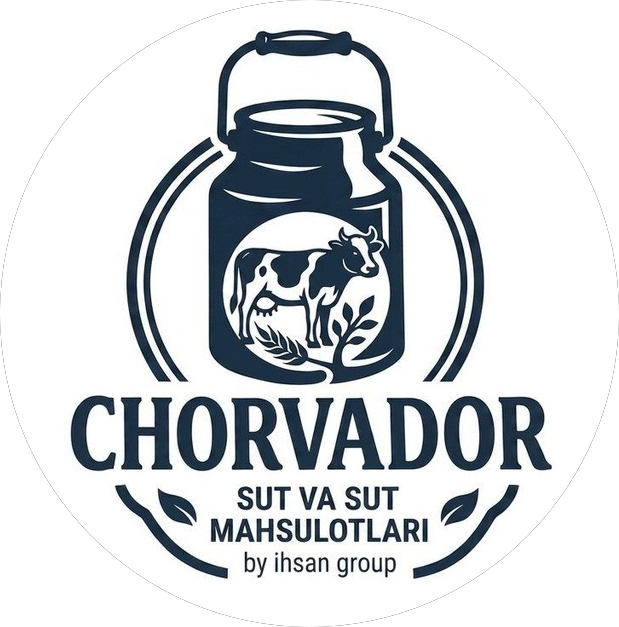 CHORVADOR
SUT VA SUT
MAHSULOTLARI
by ihsan group